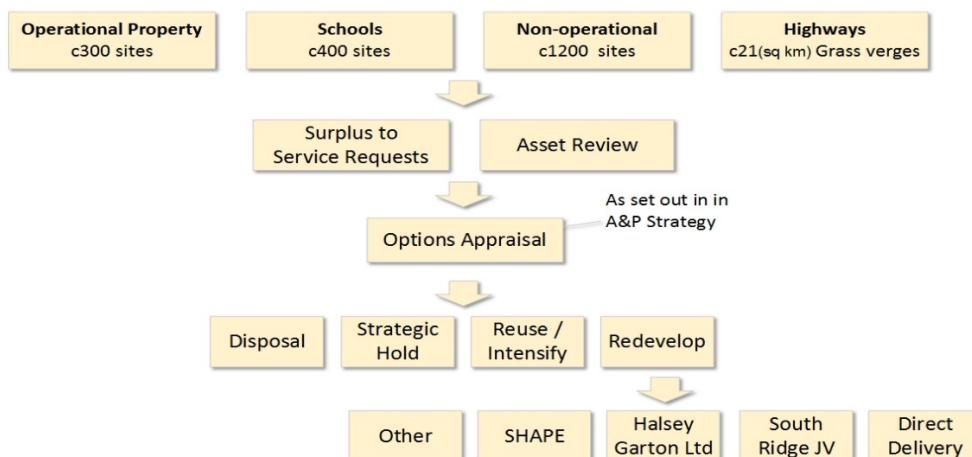 Operational Property
c300 sites
Schools
c400 sites
Non-operational
c1200 sites
Highways
c21(sq km) Grass verges
Surplus to
Service Requests
Asset Review
As set out in in
A&P Strategy
Options Appraisal
Disposal
Strategic
Hold
Reuse /
Intensify
Redevelop
Other
SHAPE
Halsey
Garton Ltd
South
Ridge JV
Direct
Delivery